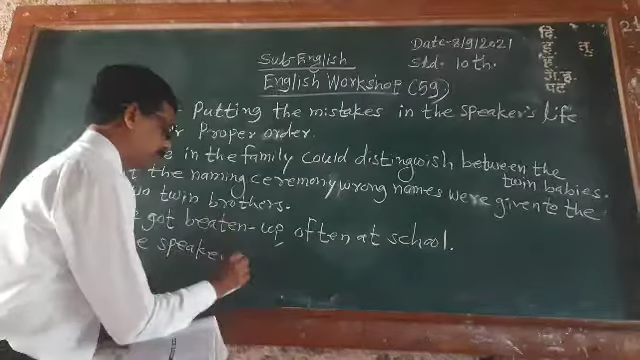 Sub-English
Date-8/9/2021
Std- 10th.
English Workshop (59)
Putting the mistakes in the speaker's life
Proper order.
in the family could distingwish between the
twin babies.
the naming ceremony, wrong names were given to the
twin brothers.
got beaten-up often at school.
speake
दि.
तु
21